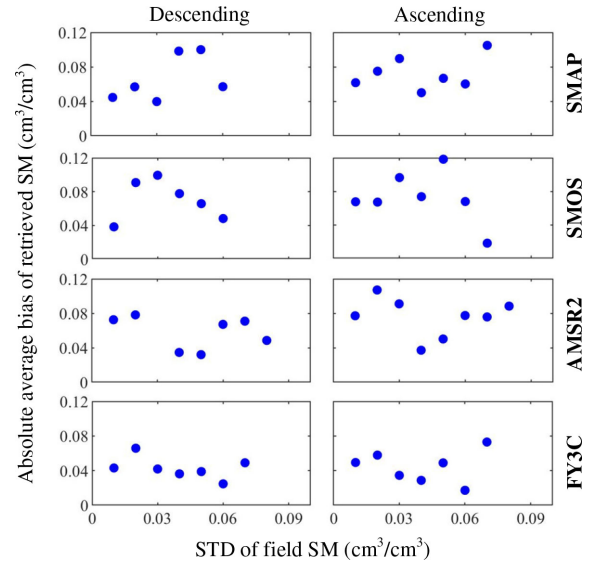 Descending Ascending
Absolute average bias of retrieved SM (cm³/cm³)
0.12
0.08
0.04
0
SMAP
0.12
0.08
0.04
0
SMOS
0.12
0.08
0.04
0
AMSR2
0.12
0.08
0.04
0
FY3C
0 0.03 0.06 0.09 0 0.03 0.06 0.09
STD of field SM (cm³/cm³)